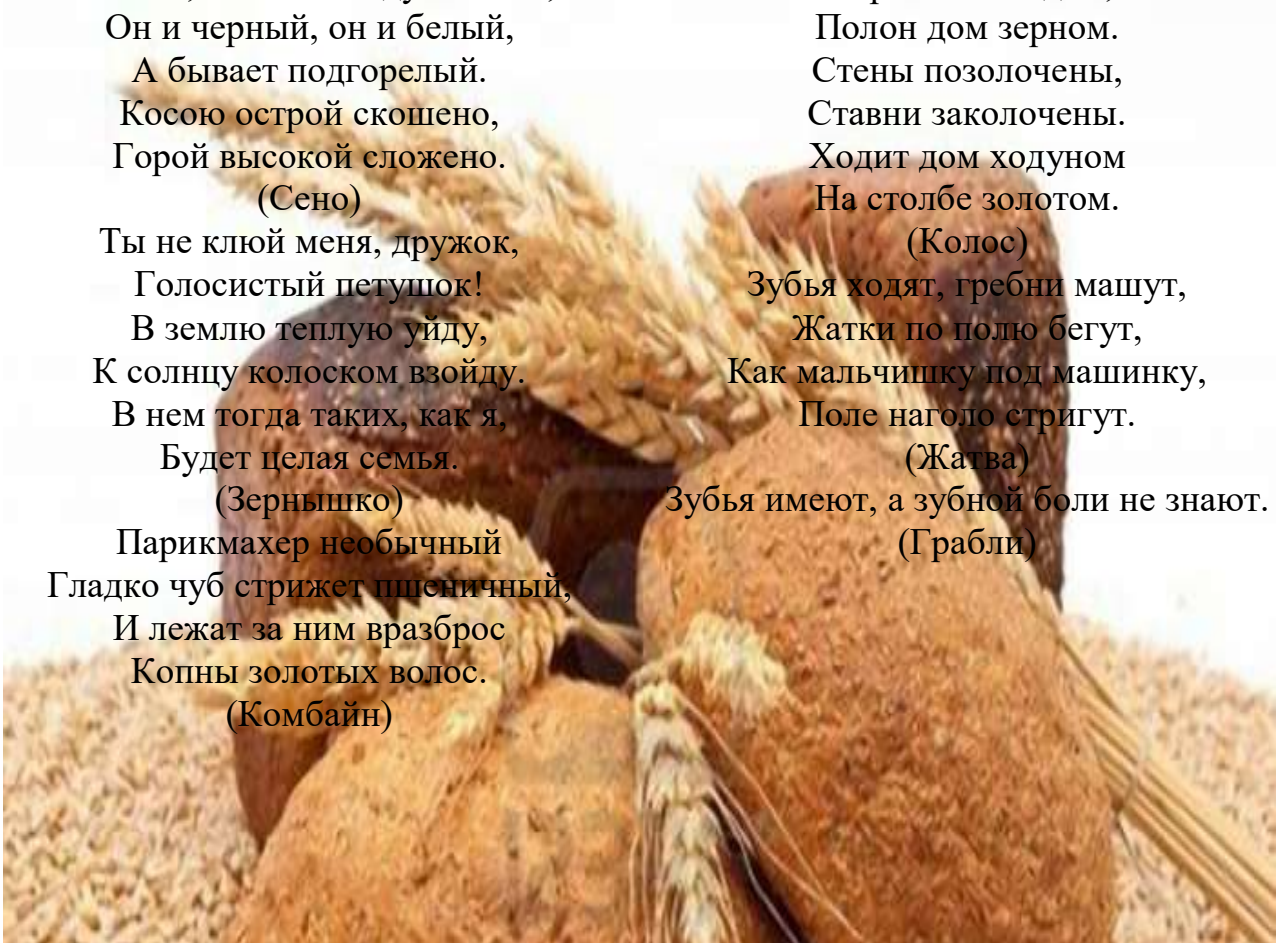 Он и черный, он и белый,
А бывает подгорелый.
Косою острой скошено,
Горой высокой сложено.
(Сено)
Ты не клюй меня, дружок,
Голосистый петушок!
В землю теплую уйду,
К солнцу колоском взойду.
В нем тогда таких, как я,
Будет целая семья.
(Зернышко)
Парикмахер необычный
Гладко чуб стрижет пшеничный,
И лежат за ним вразброс
Копны золотых волос.
(Комбайн)
Полон дом зерном.
Стены позолочены,
Ставни заколочены.
Ходит дом ходуном
На столбе золотом.
(Колос)
Зубья ходят, гребни машут,
Жатки по полю бегут,
Как мальчишку под машинку,
Поле наголо стригут.
(Жатва)
Зубья имеют, а зубной боли не знают.
(Грабли)